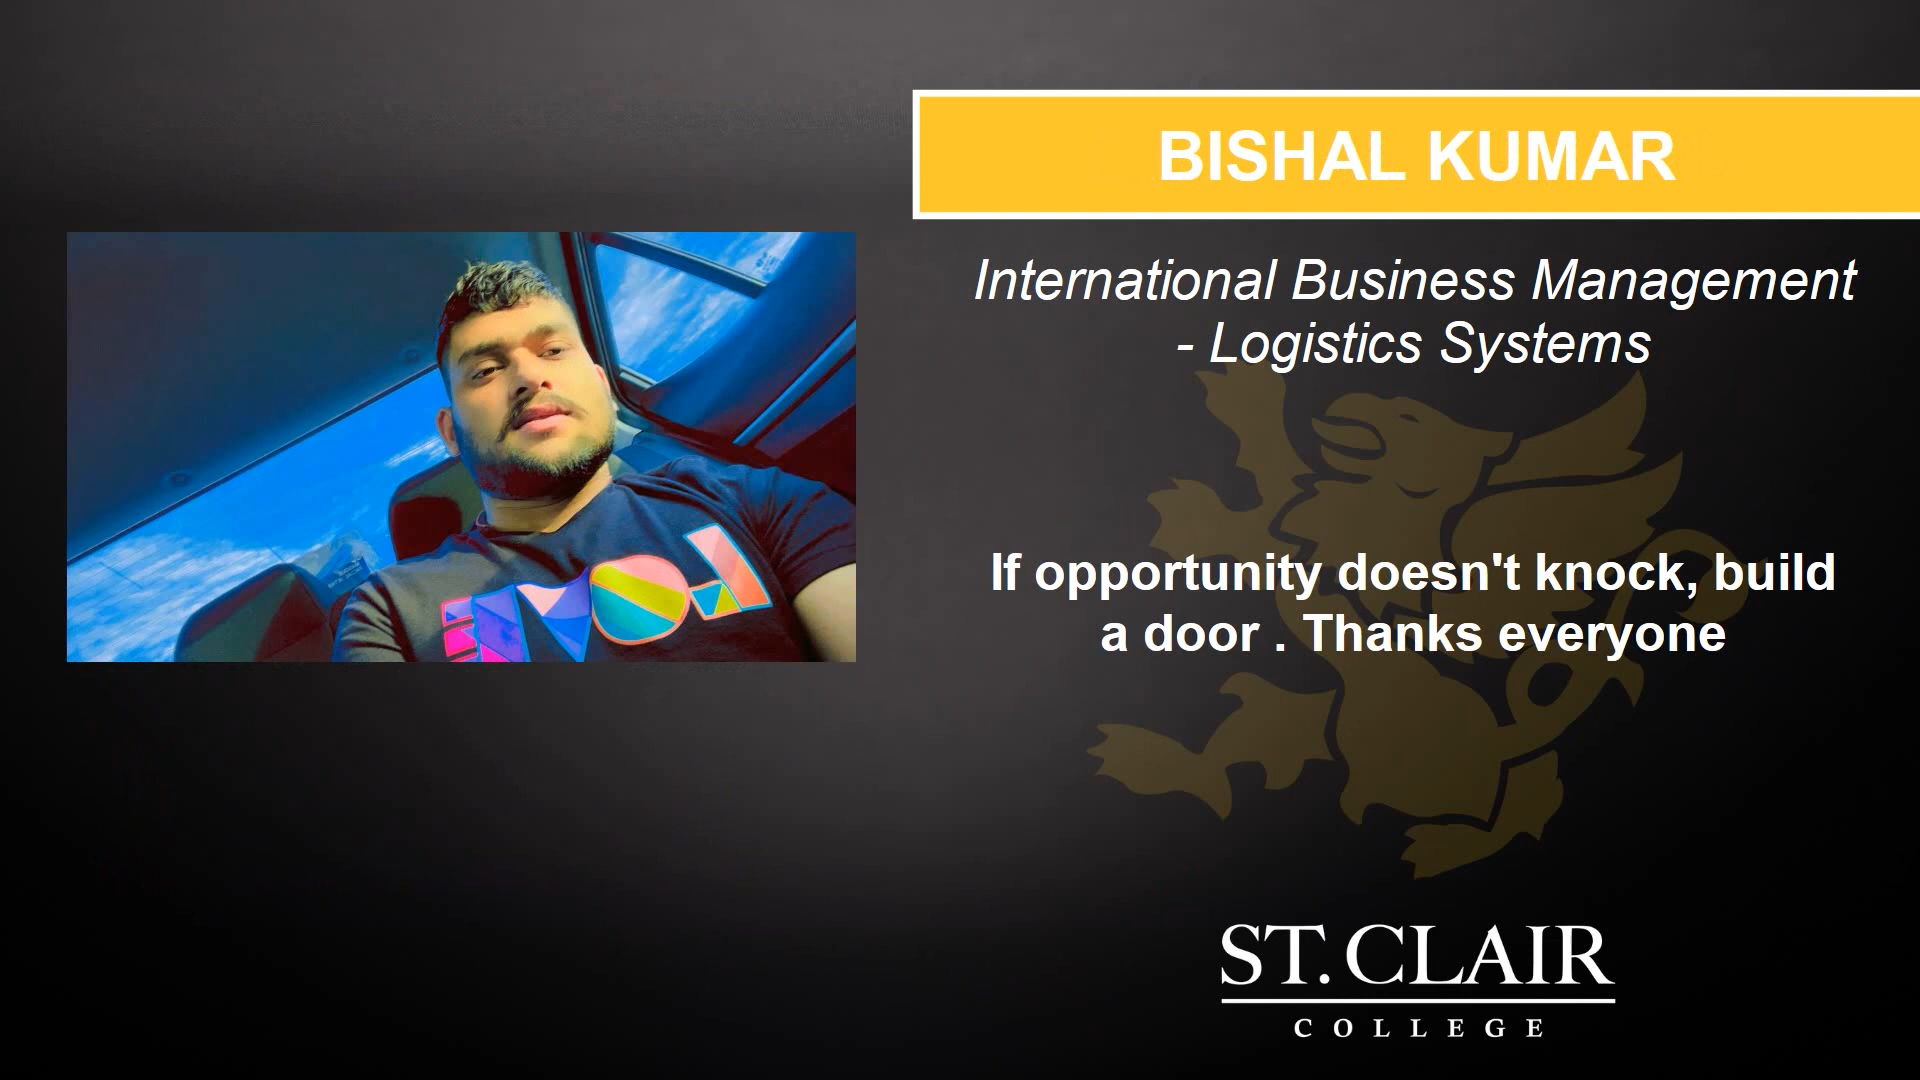 BISHAL KUMAR
International Business Management
- Logistics Systems
If opportunity doesn't knock, build
a door . Thanks everyone
ST. CLAIR
COLLEGE